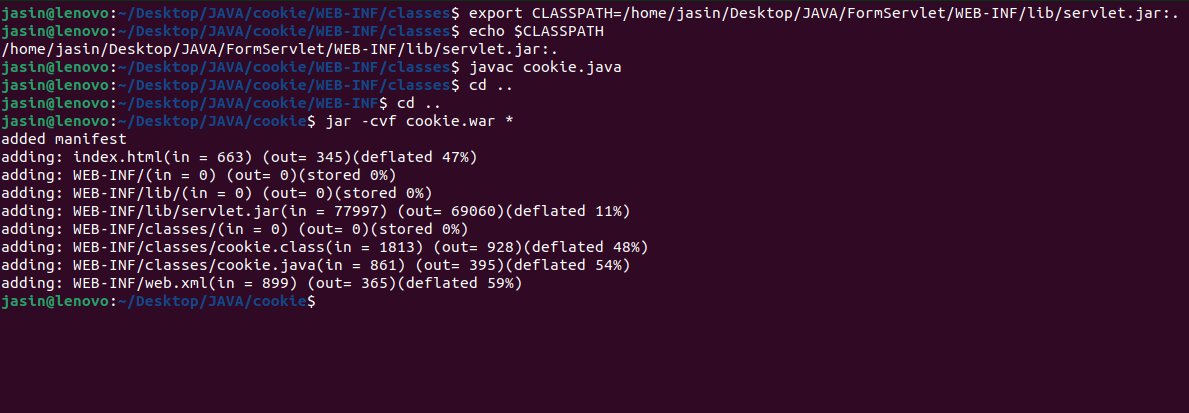 jasin@lenovo:~/Desktop/JAVA/cookie/WEB-INF/classes$ export CLASSPATH=/home/jasin/Desktop/JAVA/FormServlet/WEB-INF/lib/servlet.jar:.
jasin@lenovo:~/Desktop/JAVA/cookie/WEB-INF/classes$ echo $CLASSPATH
/home/jasin/Desktop/JAVA/FormServlet/WEB-INF/lib/servlet.jar:.
jasin@lenovo:~/Desktop/JAVA/cookie/WEB-INF/classes$ javac cookie.java
jasin@lenovo:~/Desktop/JAVA/cookie/WEB-INF/classes$ cd ..
jasin@lenovo:~/Desktop/JAVA/cookie/WEB-INF$ cd ..
jasin@lenovo:~/Desktop/JAVA/cookie$ jar -cvf cookie.war *
added manifest
adding: index.html(in = 663) (out= 345)(deflated 47%)
adding: WEB-INF/(in = 0) (out= 0)(stored 0%)
adding: WEB-INF/lib/(in = 0) (out= 0)(stored 0%)
adding: WEB-INF/lib/servlet.jar(in = 77997) (out= 69060)(deflated 11%)
adding: WEB-INF/classes/(in = 0) (out= 0)(stored 0%)
adding: WEB-INF/classes/cookie.class(in = 1813) (out= 928)(deflated 48%)
adding: WEB-INF/classes/cookie.java(in = 861) (out= 395)(deflated 54%)
adding: WEB-INF/web.xml(in = 899) (out= 365)(deflated 59%)
jasin@lenovo:~/Desktop/JAVA/cookie$